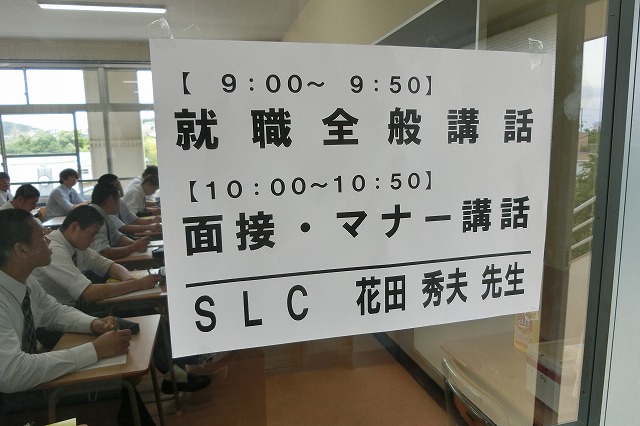 【 9：00～ 9：50】
就職全般講話
【10：00～10：50】
面接・マナー講話
ＳＬＣ 花田 秀夫 先生